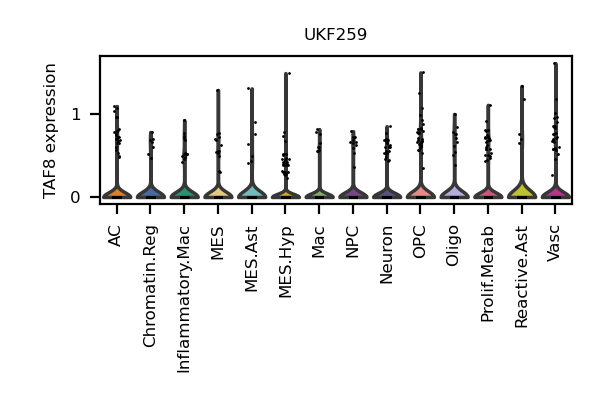 UKF259
TAF8 expression
1
0
AC
Chromatin.Reg
Inflammatory.Mac
MES
MES.Ast
MES.Hyp
Mac
NPC
Neuron
OPC
Oligo
Prolif.Metab
Reactive.Ast
Vasc